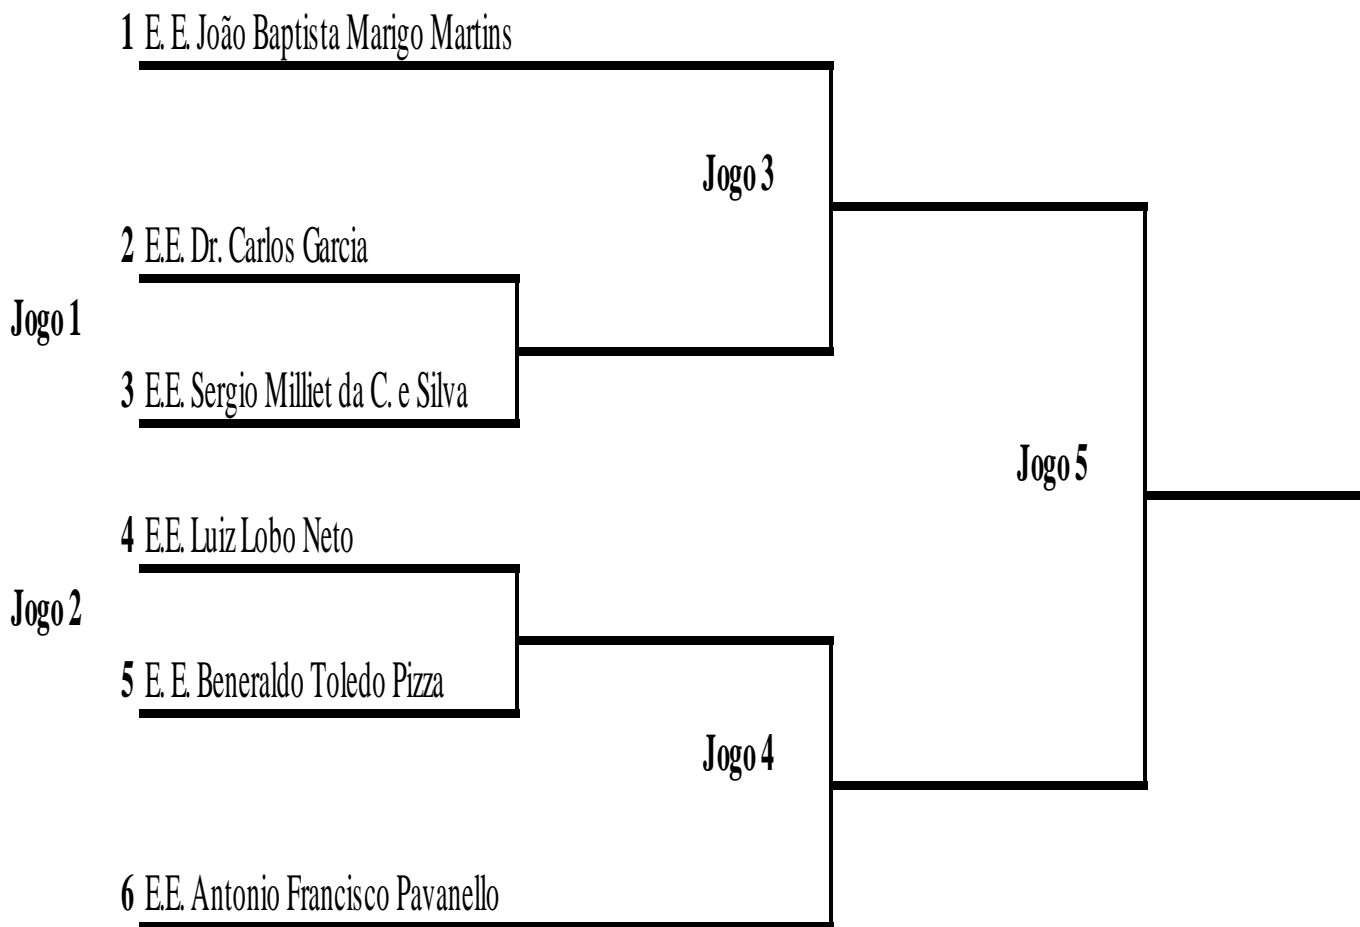 1 E. E. João Baptista Marigo Martins
Jogo 3
2 E.E. Dr. Carlos Garcia
Jogo 1
3 E.E. Sergio Milliet da C. e Silva
Jogo 5
4 E.E. Luiz Lobo Neto
Jogo 2
5 E. E. Beneraldo Toledo Pizza
Jogo 4
6 E.E. Antonio Francisco Pavanello